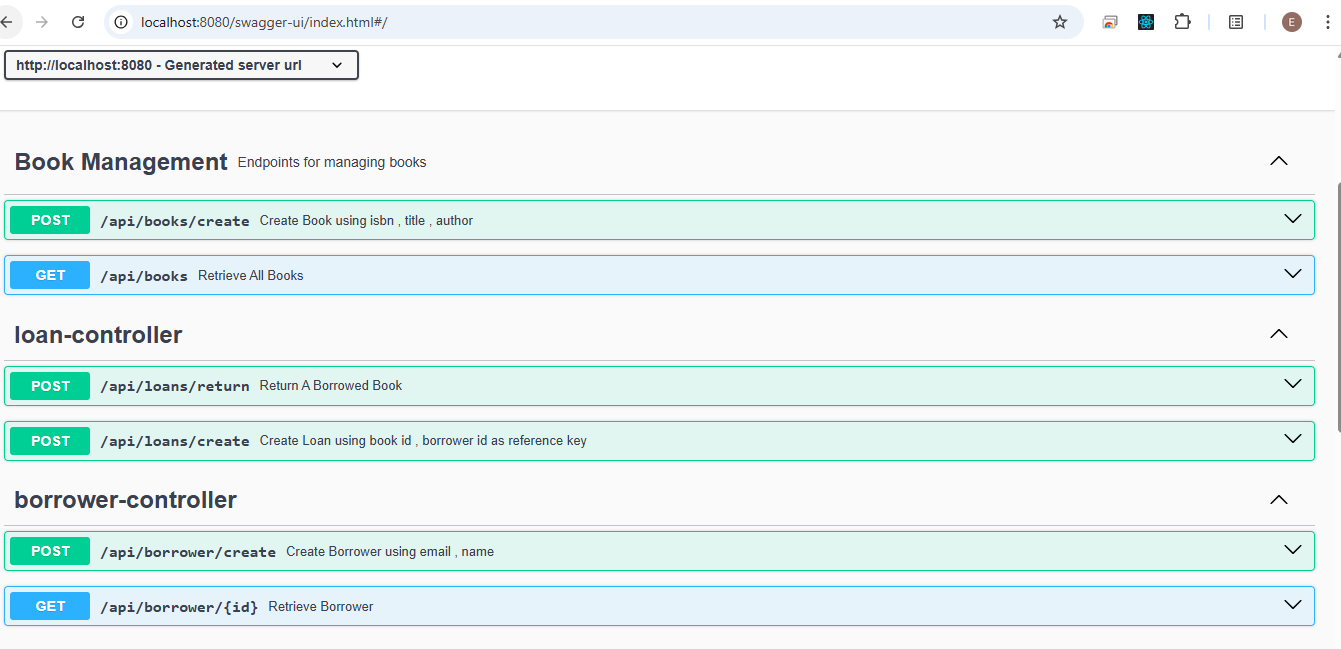 localhost:8080/swagger-ui/index.html#/
E
http://localhost:8080 - Generated server url
Book Management Endpoints for managing books
POST /api/books/create Create Book using isbn , title , author
GET /api/books Retrieve All Books
loan-controller
POST /api/loans/return Return A Borrowed Book
POST /api/loans/create Create Loan using book id , borrower id as reference key
borrower-controller
POST /api/borrower/create Create Borrower using email , name
GET /api/borrower/{id} Retrieve Borrower